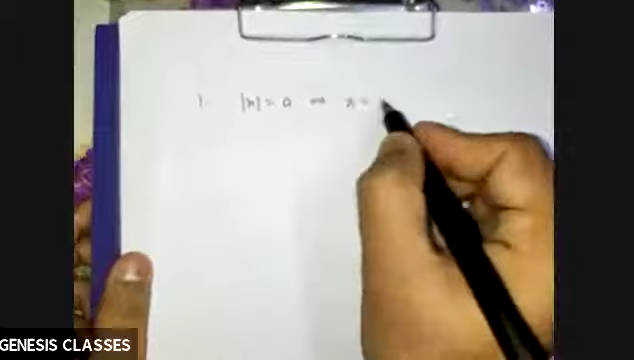 1. |x| = a ⇒ x =
GENESIS CLASSES